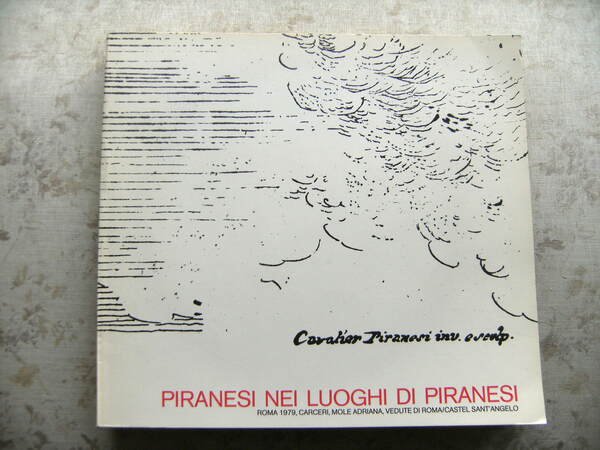 Cavalier Piranesi inv. e sculp.
PIRANESI NEI LUOGHI DI PIRANESI
ROMA 1979, CARCERI, MOLE ADRIANA, VEDUTE DI ROMA/CASTEL SANT'ANGELO